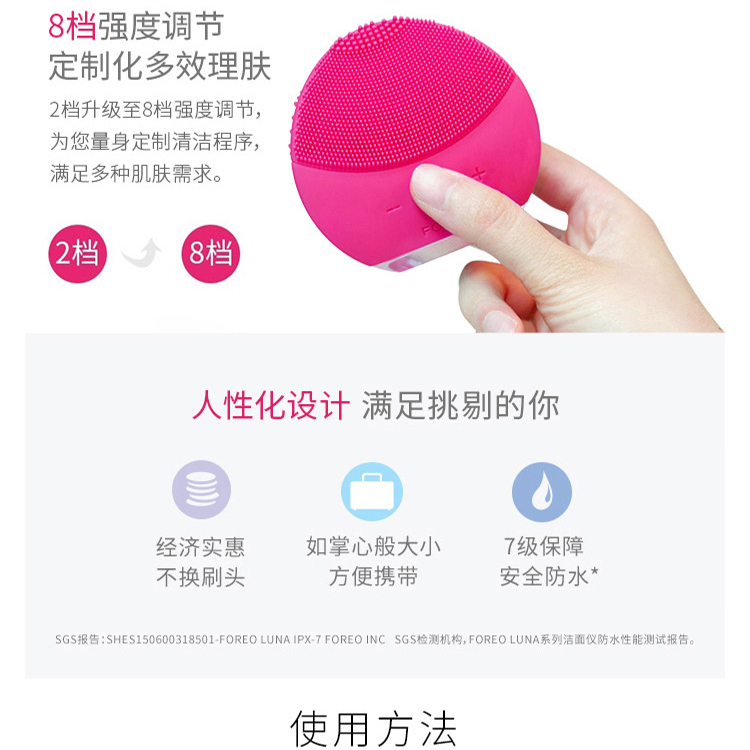 8档强度调节
定制化多效理肤
2档升级至8档强度调节，
为您量身定制清洁程序，
满足多种肌肤需求。
2档
8档
人性化设计 满足挑剔的你
经济实惠
不换刷头
如掌心般大小
方便携带
7级保障
安全防水*
SGS报告：SHES150600318501-FOREO LUNA IPX-7 FOREO INC SGS检测机构，FOREO LUNA系列洁面仪防水性能测试报告。
使用方法